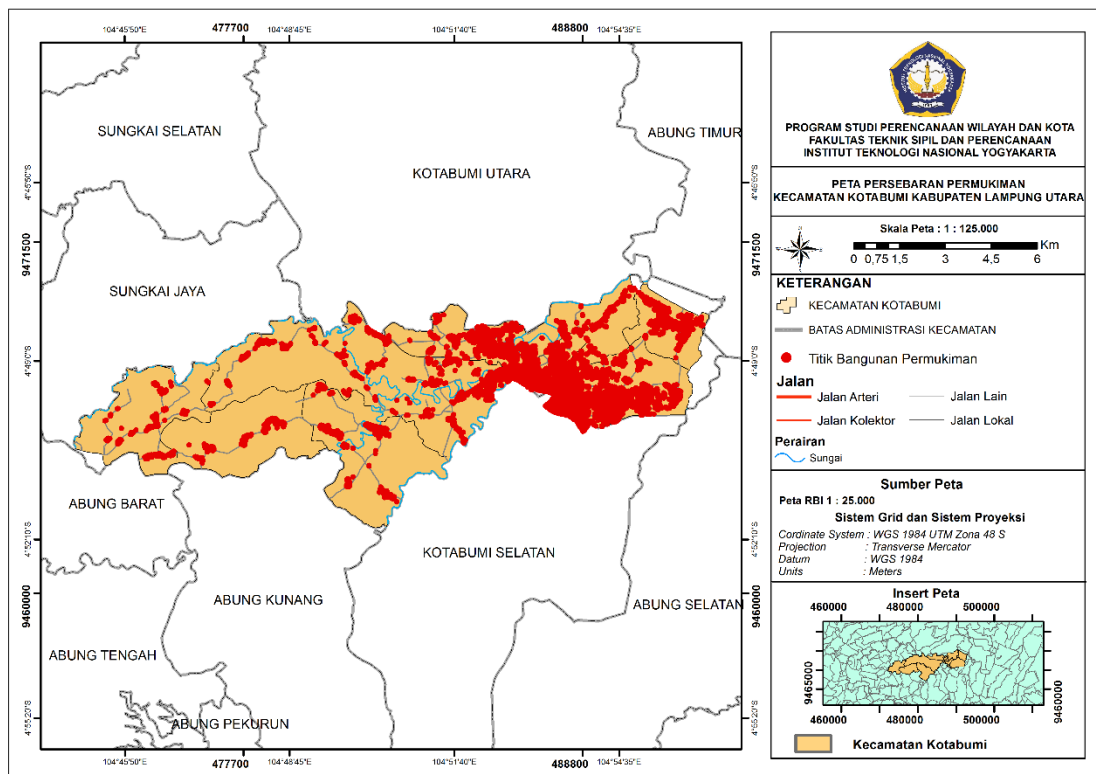 104°45'50"E
477700
104°48'45"E
104°51'40"E
488800
104°54'35"E
SUNGKAI SELATAN
ABUNG TIMUR
KOTABUMI UTARA
SUNGKAI JAYA
ABUNG BARAT
KOTABUMI SELATAN
ABUNG KUNANG
ABUNG SELATAN
ABUNG TENGAH
ABUNG PEKURUN
9471500
4°49'0"S
4°52'10"S
9460000
4°55'20"S
9471500
4°49'0"S
4°52'10"S
9460000
4°55'20"S
104°45'50"E
477700
104°48'45"E
104°51'40"E
488800
104°54'35"E
PROGRAM STUDI PERENCANAAN WILAYAH DAN KOTA
FAKULTAS TEKNIK SIPIL DAN PERENCANAAN
INSTITUT TEKNOLOGI NASIONAL YOGYAKARTA
PETA PERSEBARAN PERMUKIMAN
KECAMATAN KOTABUMI KABUPATEN LAMPUNG UTARA
Skala Peta : 1 : 125.000
Km
0 0,75 1,5 3 4,5 6
KETERANGAN
KECAMATAN KOTABUMI
BATAS ADMINISTRASI KECAMATAN
Titik Bangunan Permukiman
Jalan
Jalan Arteri
Jalan Lain
Jalan Kolektor
Jalan Lokal
Perairan
Sungai
Sumber Peta
Peta RBI 1 : 25.000
Sistem Grid dan Sistem Proyeksi
Cordinate System : WGS 1984 UTM Zona 48 S
Projection : Transverse Mercator
Datum : WGS 1984
Units : Meters
Insert Peta
460000 480000 500000
9465000
9460000
460000 480000 500000
Kecamatan Kotabumi